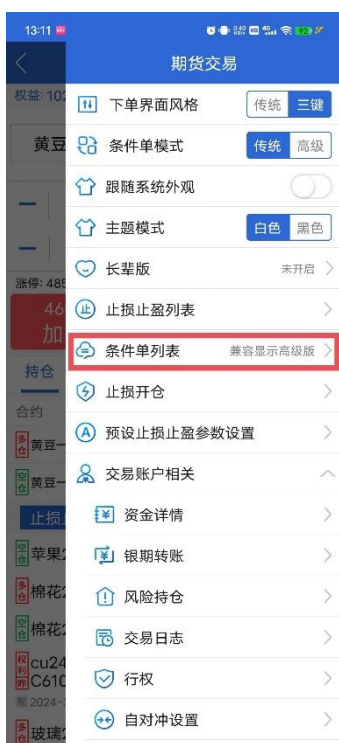 13:11
92
期货交易
权益: 102
下单界面风格 传统 三键
黄豆
条件单模式 传统 高级
跟随系统外观
主题模式 白色 黑色
长辈版 未开启
涨停: 485
止损止盈列表
46
加
条件单列表 兼容显示高级版
持仓
止损开仓
合约
预设止损止盈参数设置
多仓 黄豆一
交易账户相关
空仓 黄豆一
资金详情
止损
空仓 苹果2
银期转账
多仓 棉花2
风险持仓
空仓 棉花2
交易日志
权利昨 cu24
C610
行权
期 2024-
自对冲设置
多仓 玻璃2